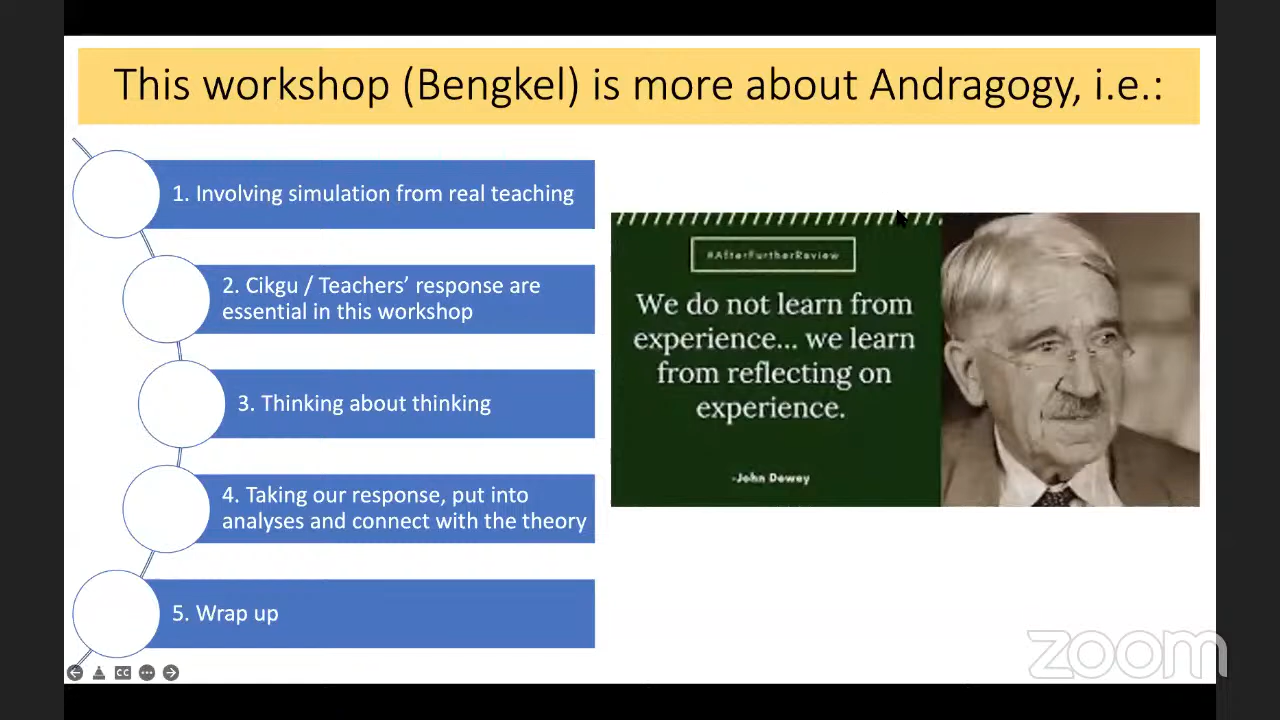 This workshop (Bengkel) is more about Andragogy, i.e.:
1. Involving simulation from real teaching
2. Cikgu / Teachers’ response are
essential in this workshop
3. Thinking about thinking
4. Taking our response, put into
analyses and connect with the theory
5. Wrap up
#AfterFurtherReview
We do not learn from
experience... we learn
from reflecting on
experience.
-John Dewey
CC
zoom